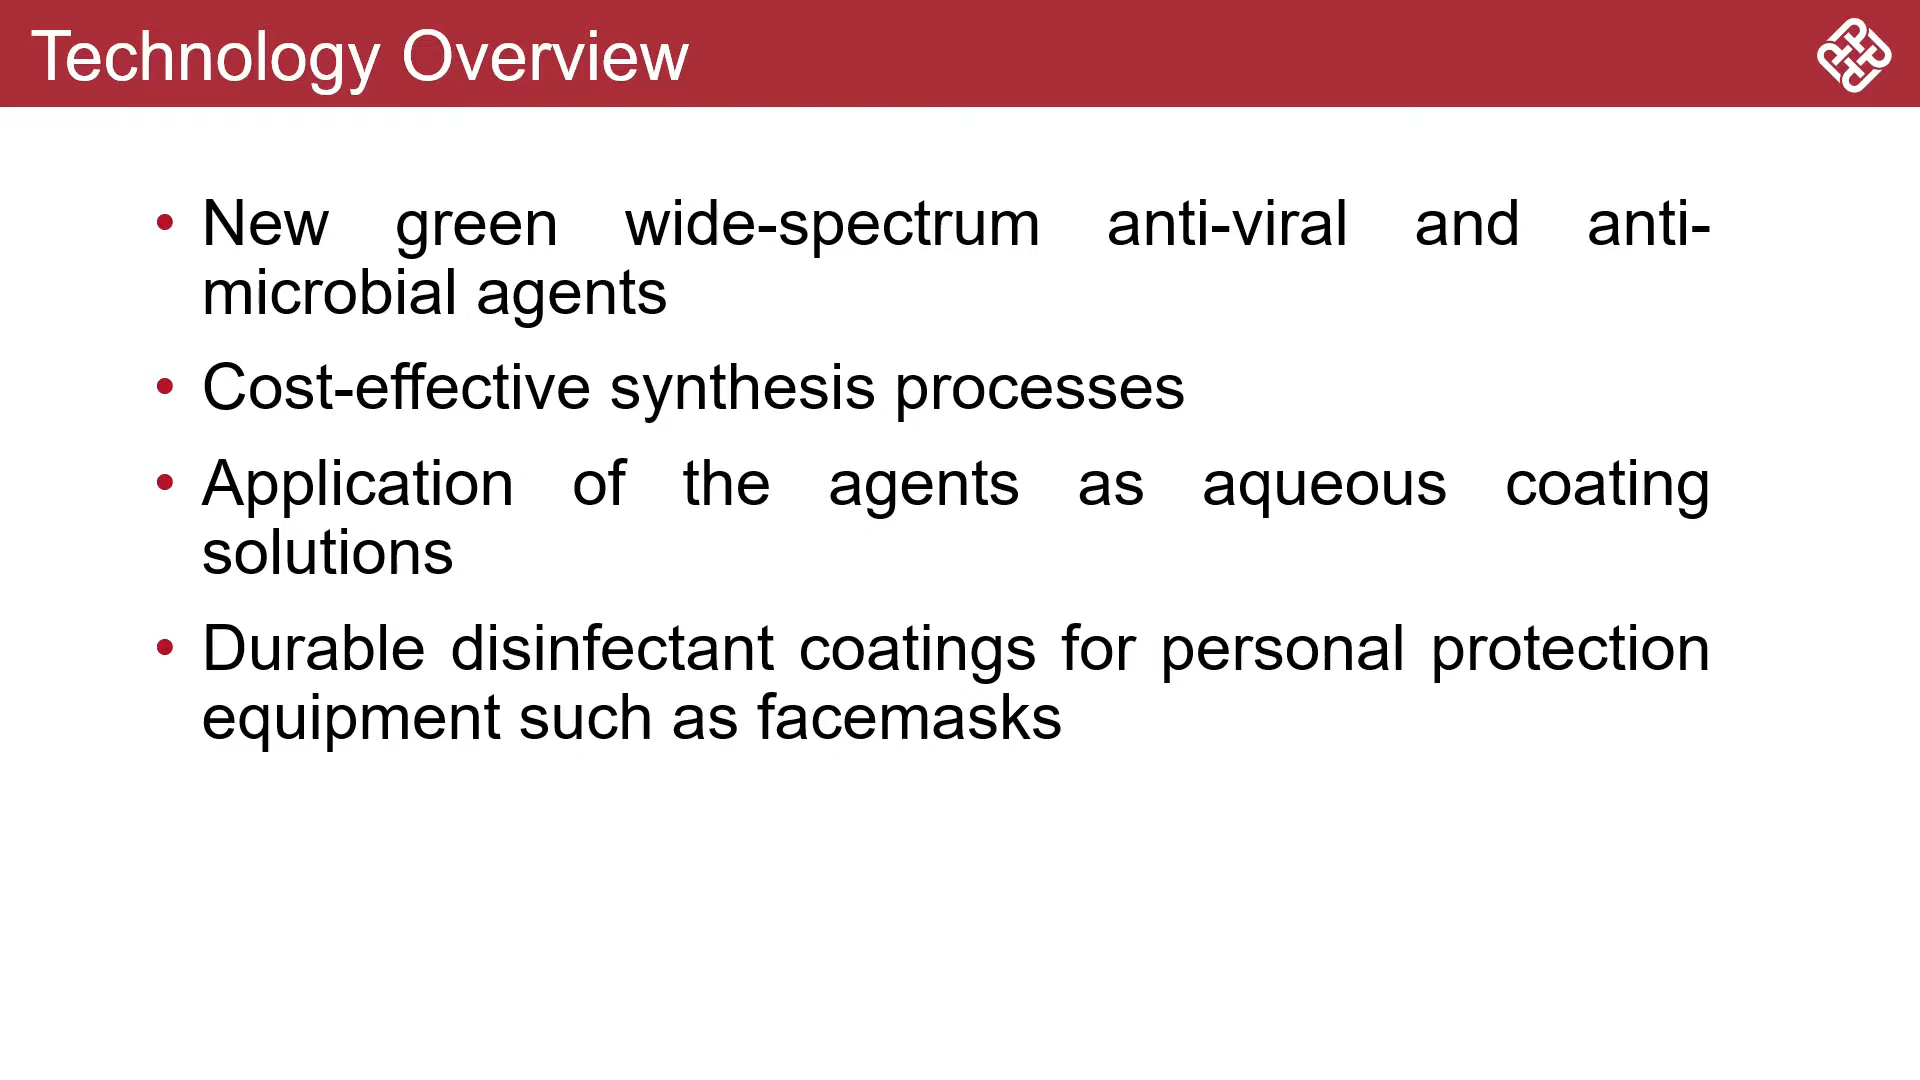 Technology Overview
• New green wide-spectrum anti-viral and anti-
microbial agents
• Cost-effective synthesis processes
• Application of the agents as aqueous coating
solutions
• Durable disinfectant coatings for personal protection
equipment such as facemasks